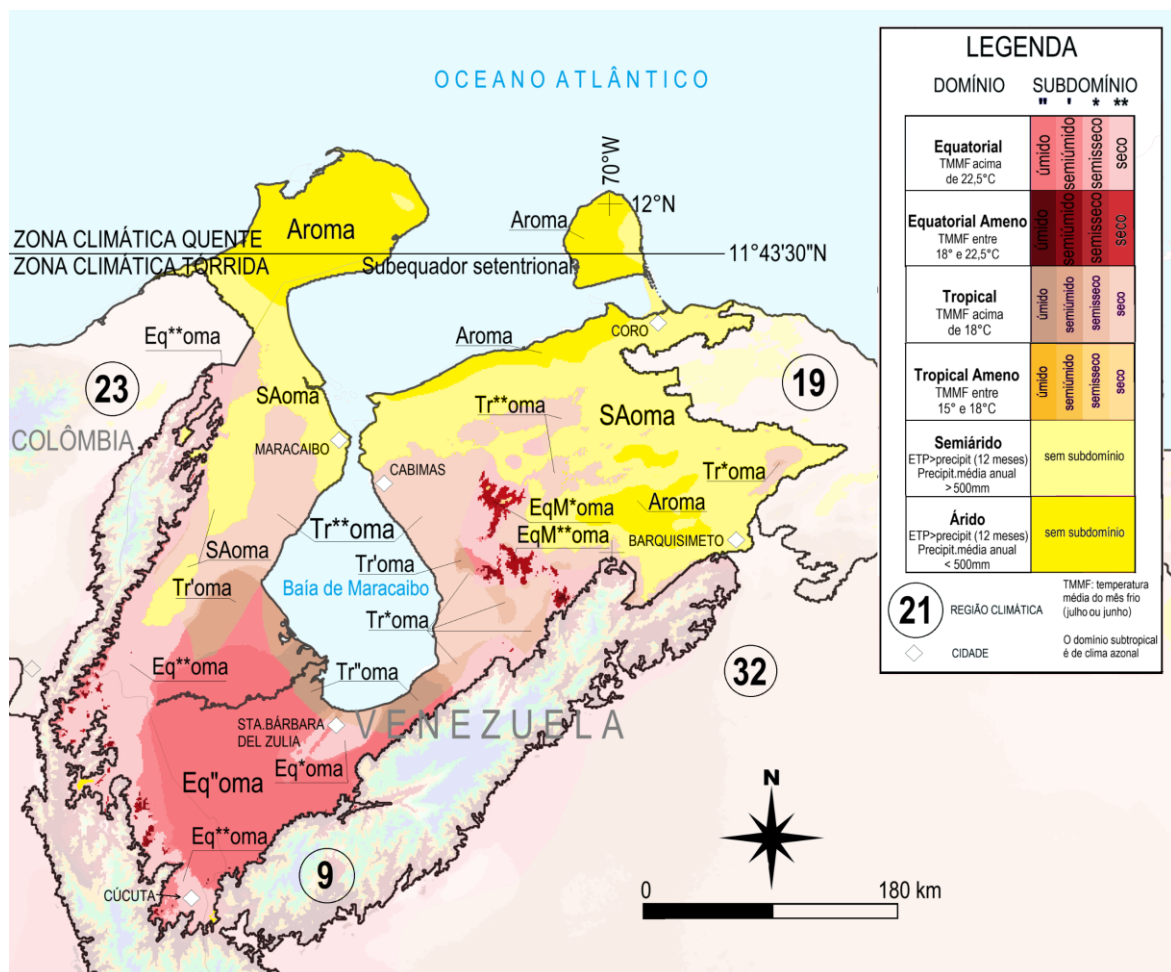 OCEANO ATLÂNTICO
70°W
12°N
Aroma
Aroma
ZONA CLIMÁTICA QUENTE
ZONA CLIMÁTICA TÓRRIDA
Subequador setentrional
11°43'30"N
Eq**oma
Aroma
CORO
23
19
COLÔMBIA
SAoma
Tr**oma
SAoma
MARACAIBO
CABIMAS
Tr*oma
EqM*oma
Aroma
Tr**oma
EqM**oma
BARQUISIMETO
SAoma
Tr'oma
Baía de Maracaibo
Tr'oma
Tr*oma
Eq**oma
Tr"oma
32
STA.BÁRBARA
DEL ZULIA
VENEZUELA
Eq*oma
Eq"oma
Eq**oma
9
CÚCUTA
N
0
180 km
LEGENDA
DOMÍNIO
SUBDOMÍNIO
" ' * **
Equatorial
TMMF acima
de 22,5°C
úmido
semiúmido
semisseco
seco
Equatorial Ameno
TMMF entre
18° e 22,5°C
úmido
semiúmido
semisseco
seco
Tropical
TMMF acima
de 18°C
úmido
semiúmido
semisseco
seco
Tropical Ameno
TMMF entre
15° e 18°C
úmido
semiúmido
semisseco
seco
Semiárido
ETP>precipit (12 meses)
Precipit.média anual
>500mm
sem subdomínio
Árido
ETP>precipit (12 meses)
Precipit.média anual
< 500mm
sem subdomínio
21
REGIÃO CLIMÁTICA
CIDADE
TMMF: temperatura
média do mês frio
(julho ou junho)
O domínio subtropical
é de clima azonal